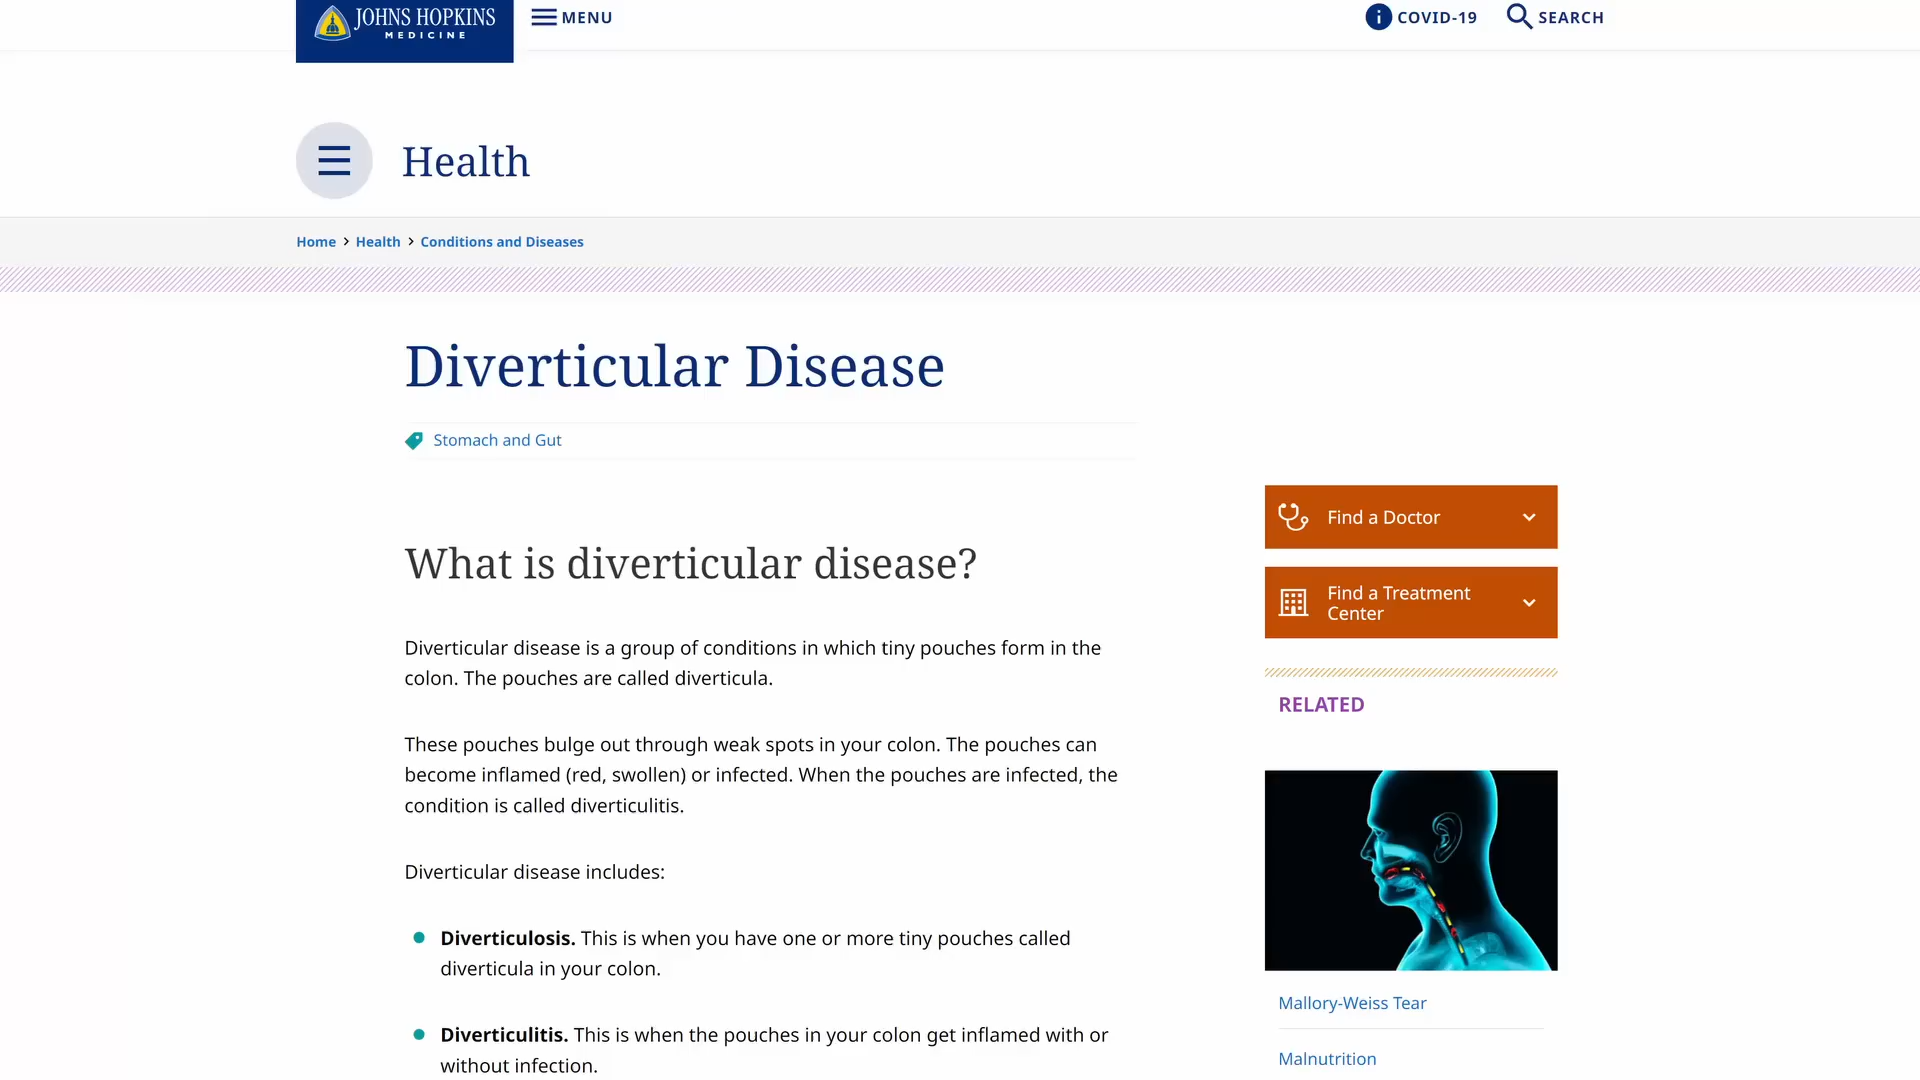 JOHNS HOPKINS
MEDICINE
MENU
COVID-19
SEARCH
Health
Home > Health > Conditions and Diseases
Diverticular Disease
Stomach and Gut
What is diverticular disease?
Diverticular disease is a group of conditions in which tiny pouches form in the
colon. The pouches are called diverticula.
These pouches bulge out through weak spots in your colon. The pouches can
become inflamed (red, swollen) or infected. When the pouches are infected, the
condition is called diverticulitis.
Diverticular disease includes:
Diverticulosis. This is when you have one or more tiny pouches called
diverticula in your colon.
Diverticulitis. This is when the pouches in your colon get inflamed with or
without infection.
Find a Doctor
Find a Treatment
Center
RELATED
Mallory-Weiss Tear
Malnutrition